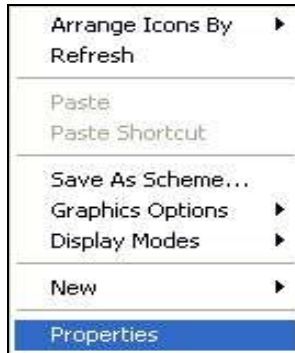 Arrange Icons By
Refresh
Paste
Paste Shortcut
Save As Scheme...
Graphics Options
Display Modes
New
Properties